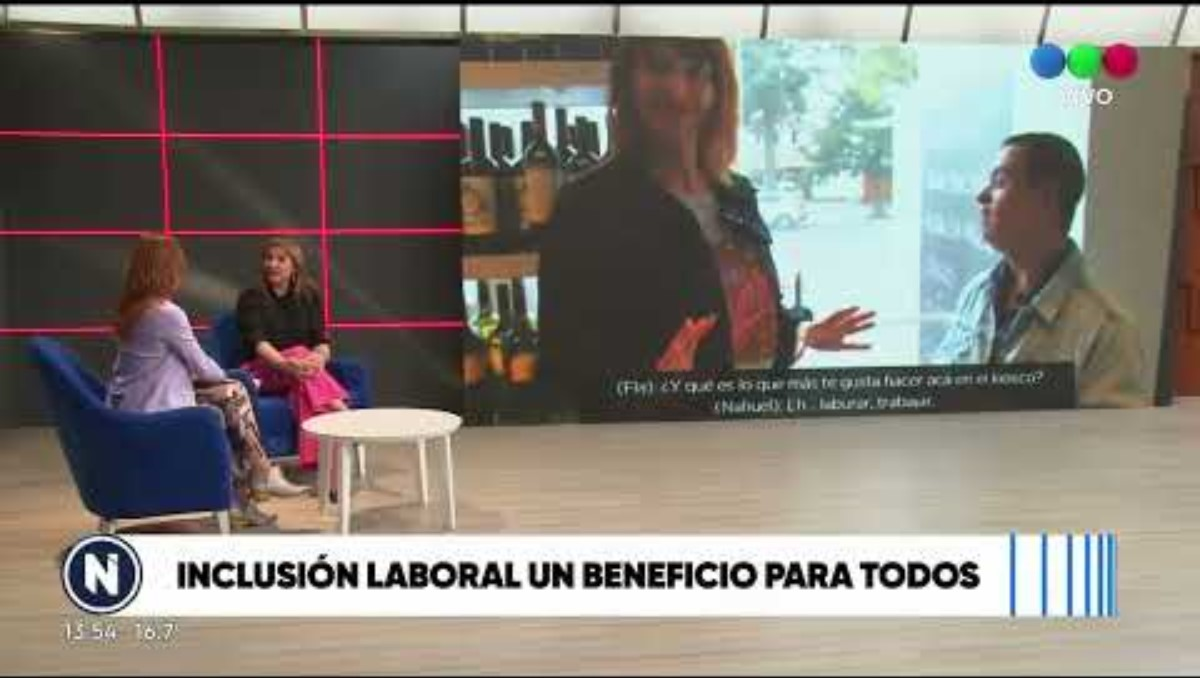 VIVO
(Fla): ¿Y qué es lo que más te gusta hacer acá en el kiosco?
(Nahuel): Eh... laburar, trabajar.
N
INCLUSIÓN LABORAL UN BENEFICIO PARA TODOS
13:54 16.7°